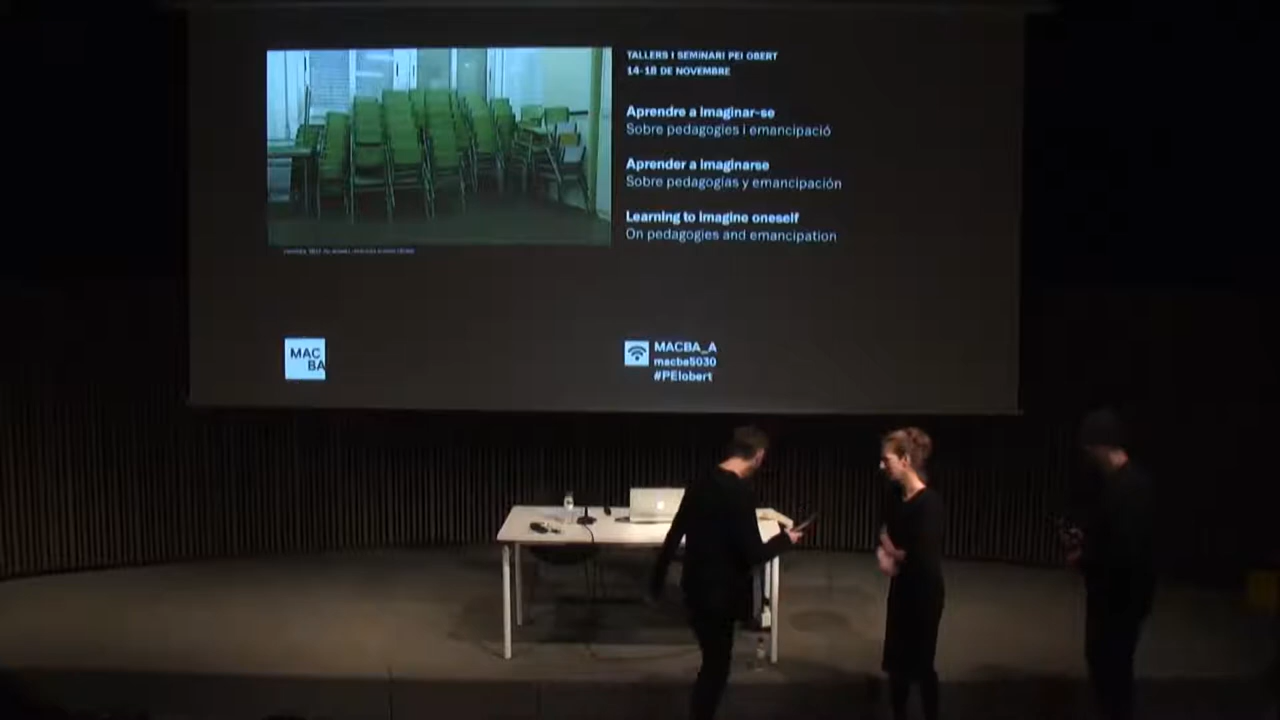 TALLERS I SEMINARI PEI OBERT
14-18 DE NOVEMBRE
Aprendre a imaginar-se
Sobre pedagogies i emancipació
Aprender a imaginarse
Sobre pedagogías y emancipación
Learning to imagine oneself
On pedagogies and emancipation
MAC
BA
MACBA_A
macba5030
#PEIobert